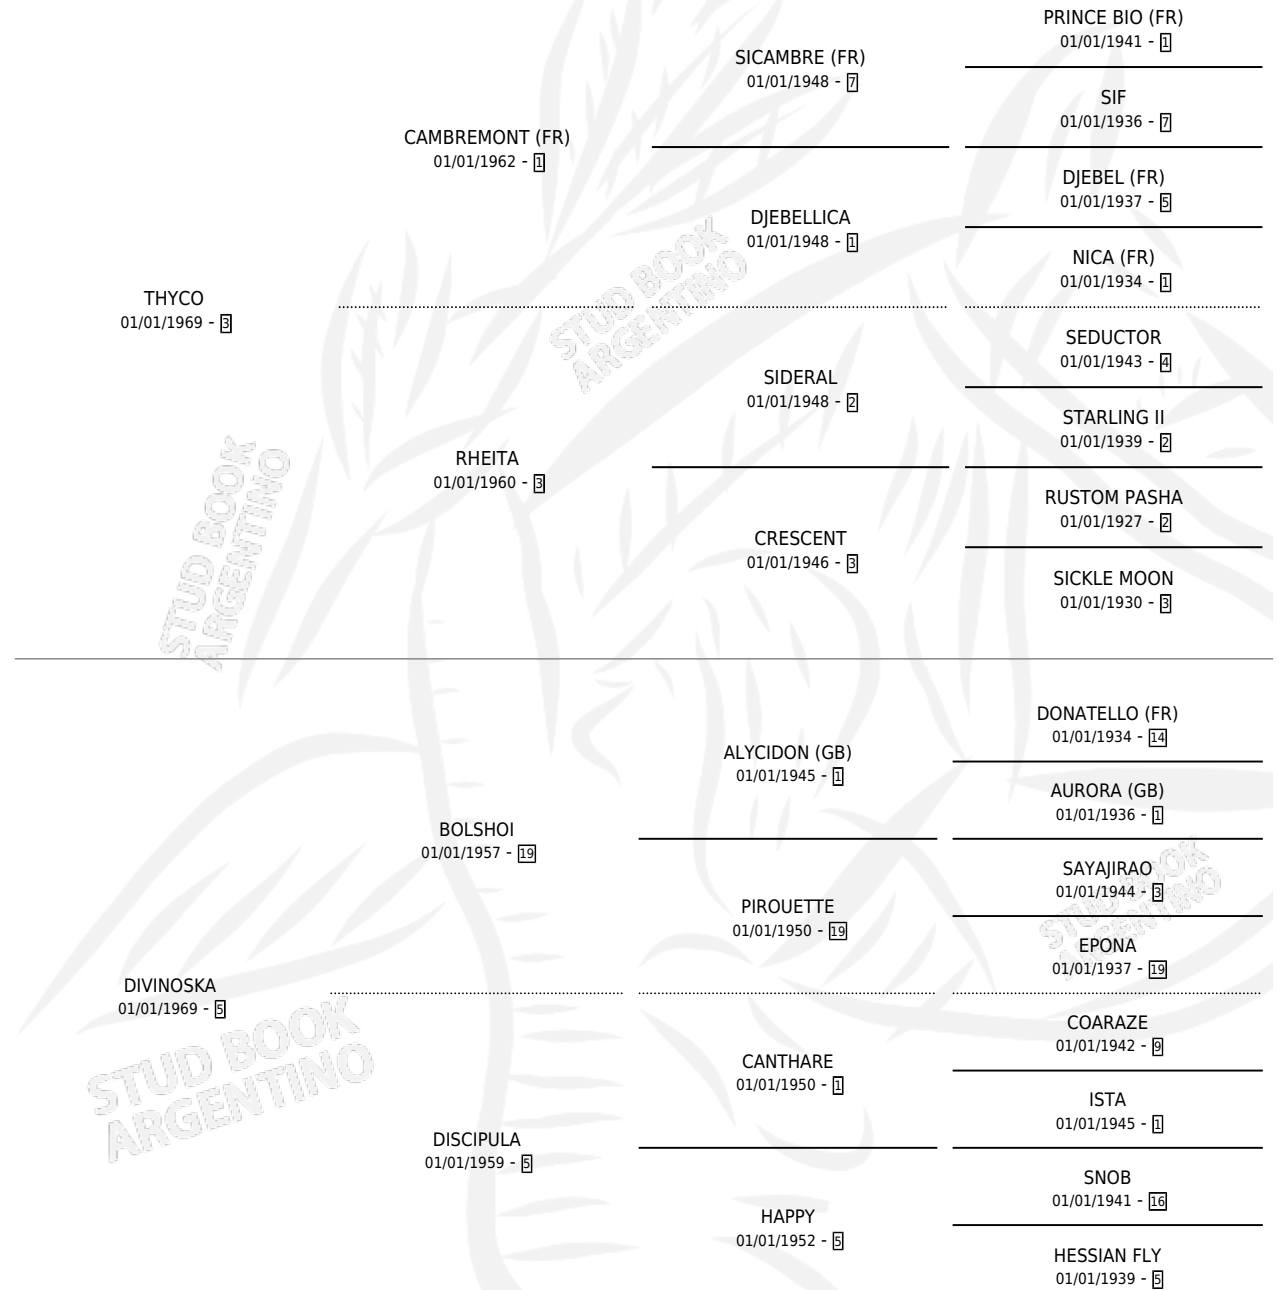 PRINCE BIO (FR)
01/01/1941 - 1
SICAMBRE (FR)
01/01/1948 - 7
SIF
01/01/1936 - 7
CAMBREMONT (FR)
01/01/1962 - 1
DJEBEL (FR)
01/01/1937 - 5
DJEBELLICA
01/01/1948 - 1
NICA (FR)
01/01/1934 - 1
THYCO
01/01/1969 - 3
SEDUCTOR
01/01/1943 - 4
SIDERAL
01/01/1948 - 2
STARLING II
01/01/1939 - 2
RHEITA
01/01/1960 - 3
RUSTOM PASHA
01/01/1927 - 2
CRESCENT
01/01/1946 - 3
SICKLE MOON
01/01/1930 - 3
STUD BOOK
ARGENTINO
STUD BOOK
ARGENTINO
DONATELLO (FR)
01/01/1934 - 14
ALYCIDON (GB)
01/01/1945 - 1
AURORA (GB)
01/01/1936 - 1
BOLSHOI
01/01/1957 - 19
SAYAJIRAO
01/01/1944 - 3
PIROUETTE
01/01/1950 - 19
EPONA
01/01/1937 - 19
DIVINOSKA
01/01/1969 - 5
COARAZE
01/01/1942 - 9
CANTHARE
01/01/1950 - 1
ISTA
01/01/1945 - 1
DISCIPULA
01/01/1959 - 5
SNOB
01/01/1941 - 16
HAPPY
01/01/1952 - 5
HESSIAN FLY
01/01/1939 - 5
STUD BOOK
ARGENTINO
STUD BOOK
ARGENTINO